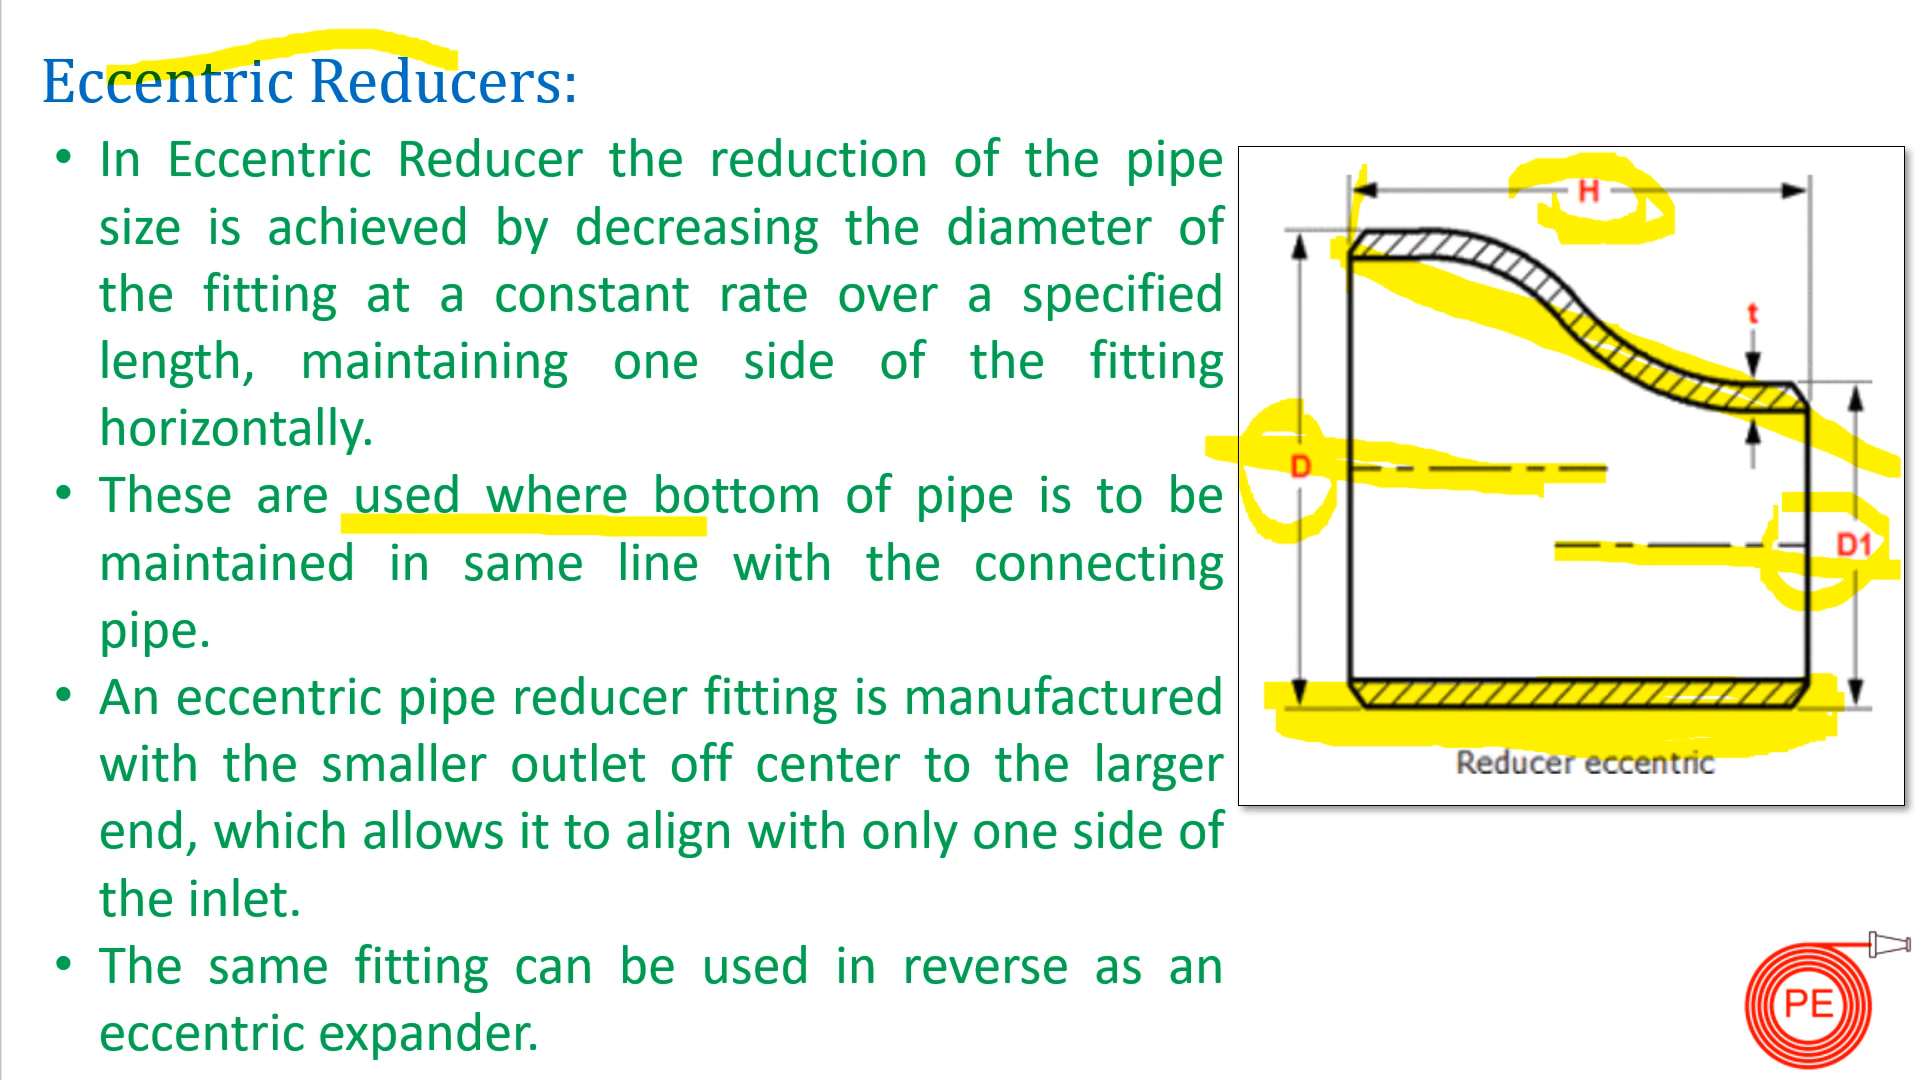 Eccentric Reducers:
• In Eccentric Reducer the reduction of the pipe
size is achieved by decreasing the diameter of
the fitting at a constant rate over a specified
length, maintaining one side of the fitting
horizontally.
• These are used where bottom of pipe is to be
maintained in same line with the connecting
pipe.
• An eccentric pipe reducer fitting is manufactured
with the smaller outlet off center to the larger
end, which allows it to align with only one side of
the inlet.
• The same fitting can be used in reverse as an
eccentric expander.
H
t
D
D1
Reducer eccentric
PE